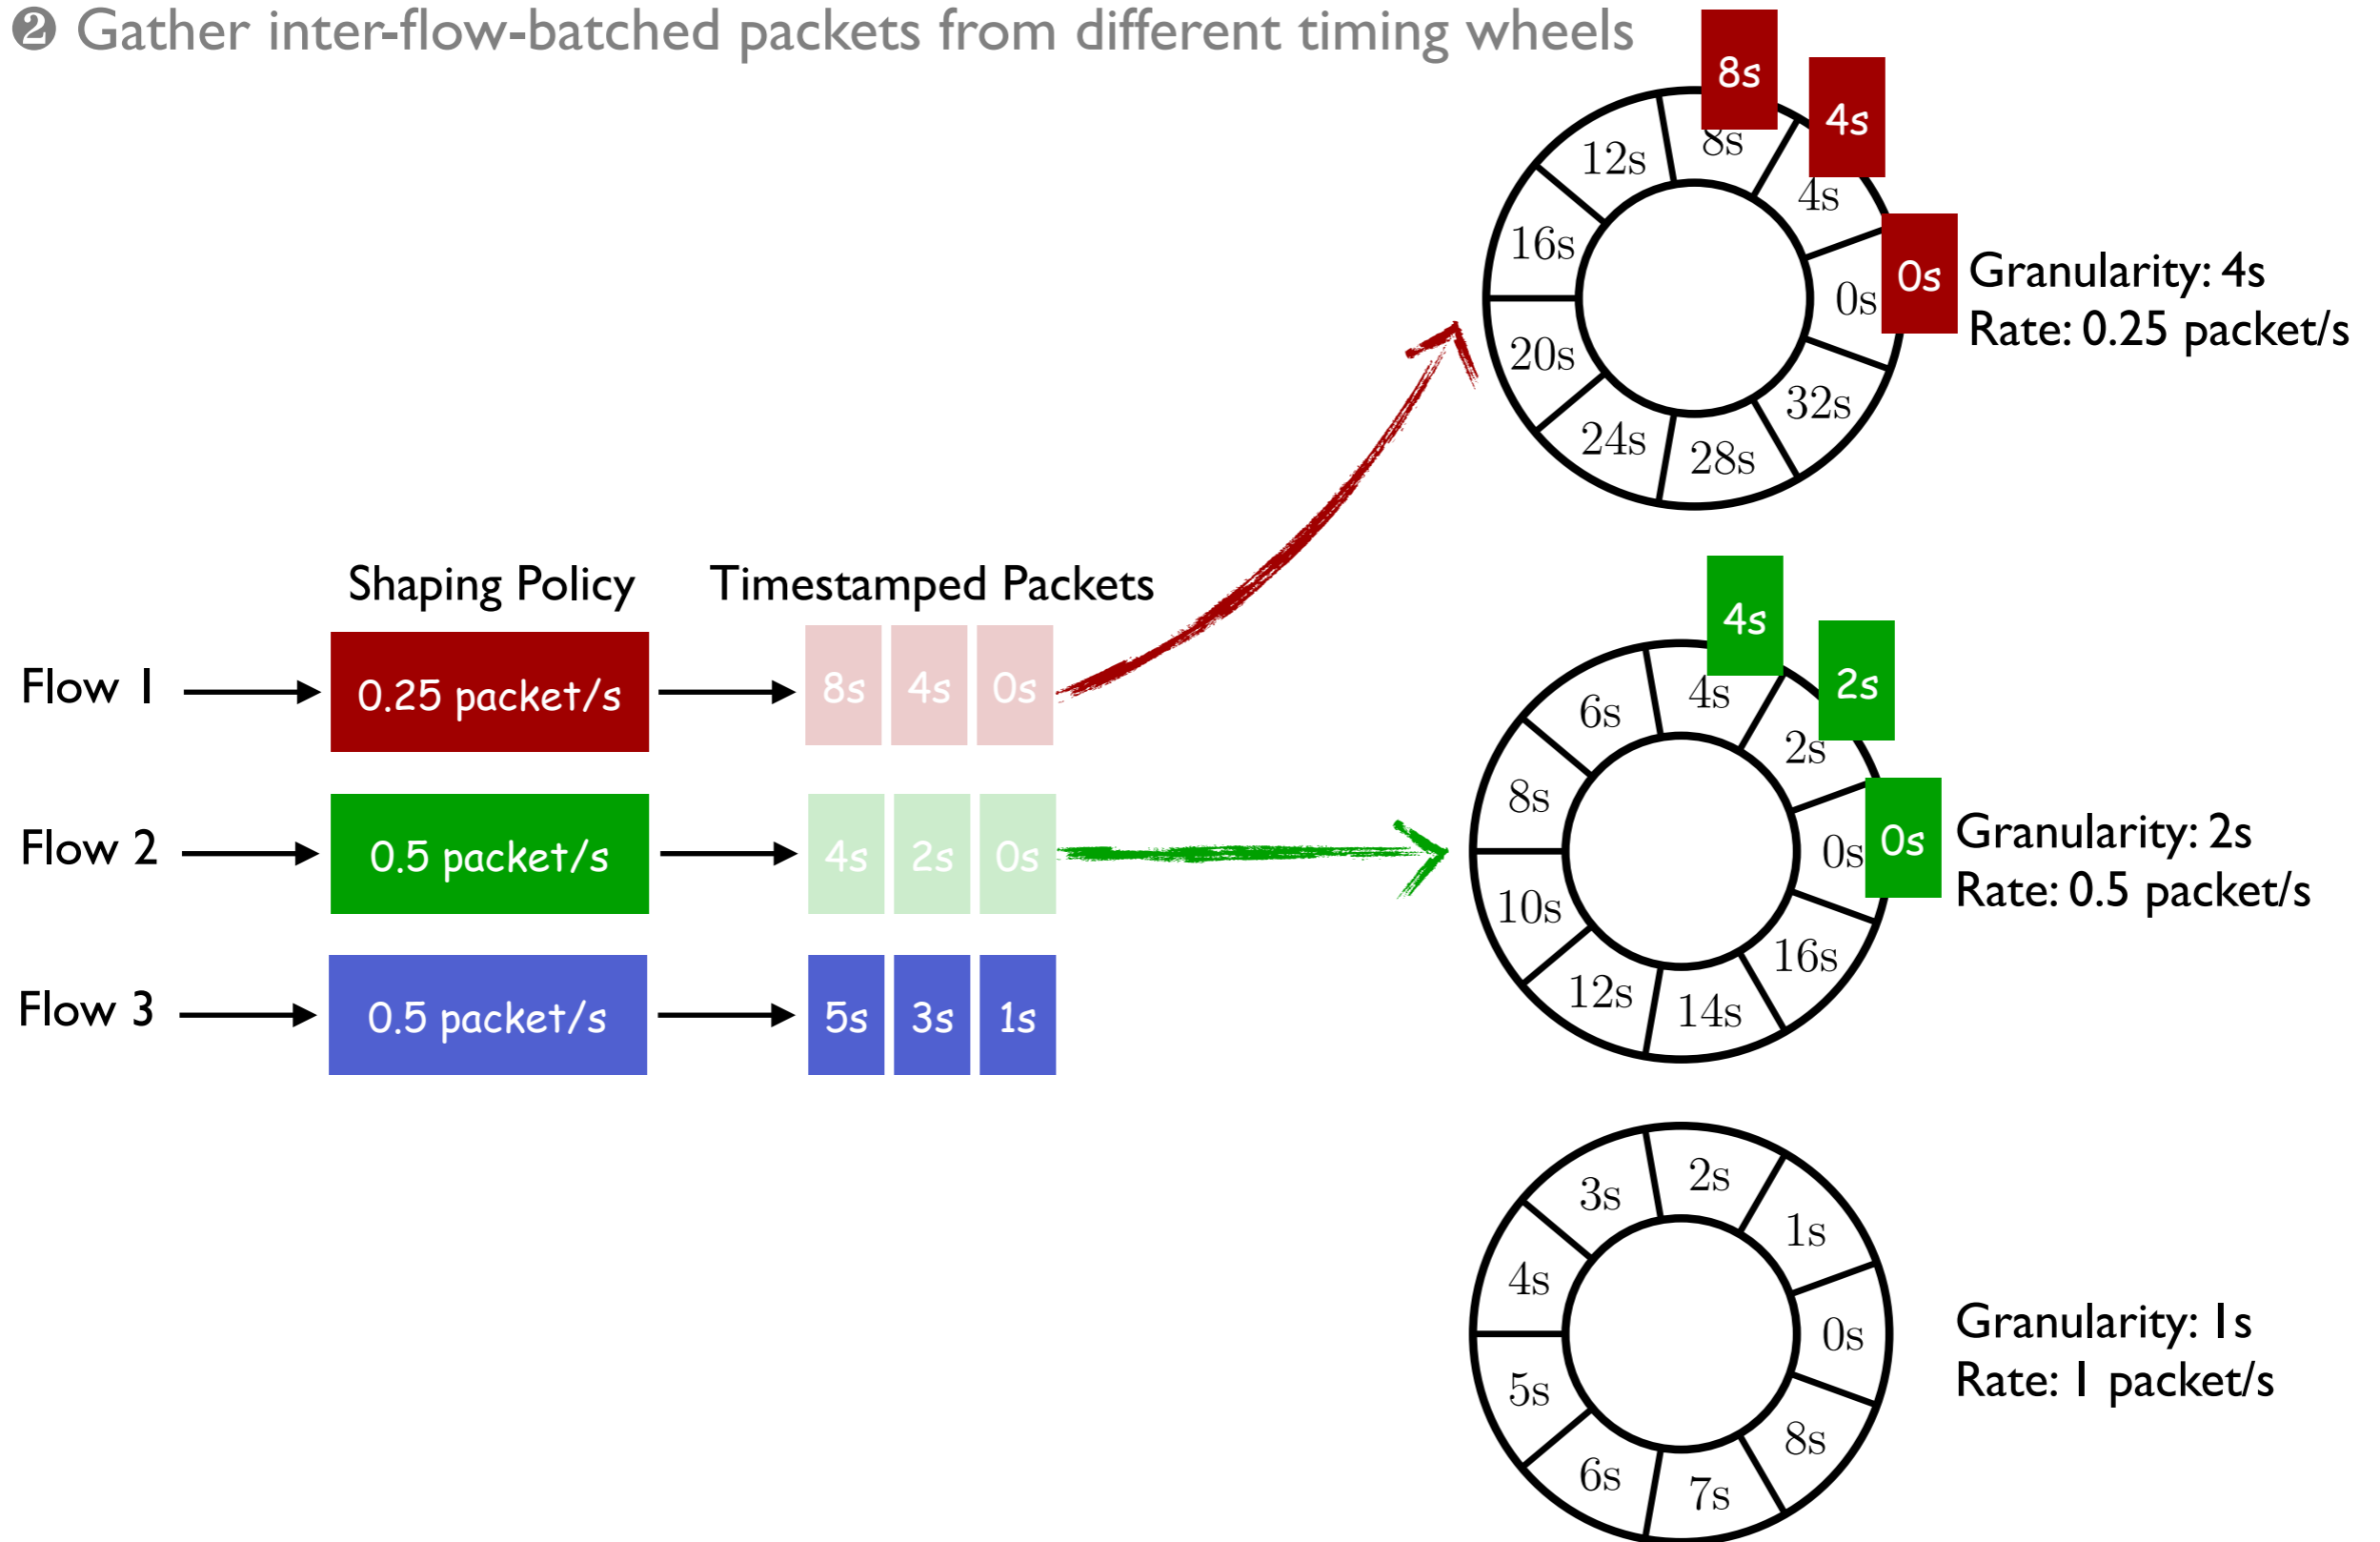 ❷ Gather inter-flow-batched packets from different timing wheels
8s
4s
0s
12s
8s
4s
16s
0s
20s
32s
24s
28s
Granularity: 4s
Rate: 0.25 packet/s
Shaping Policy
Timestamped Packets
Flow 1
0.25 packet/s
8s 4s 0s
Flow 2
0.5 packet/s
4s 2s 0s
Flow 3
0.5 packet/s
5s 3s 1s
4s
2s
0s
6s
4s
2s
8s
0s
10s
16s
12s
14s
Granularity: 2s
Rate: 0.5 packet/s
3s
2s
1s
4s
0s
5s
8s
6s
7s
Granularity: 1s
Rate: 1 packet/s